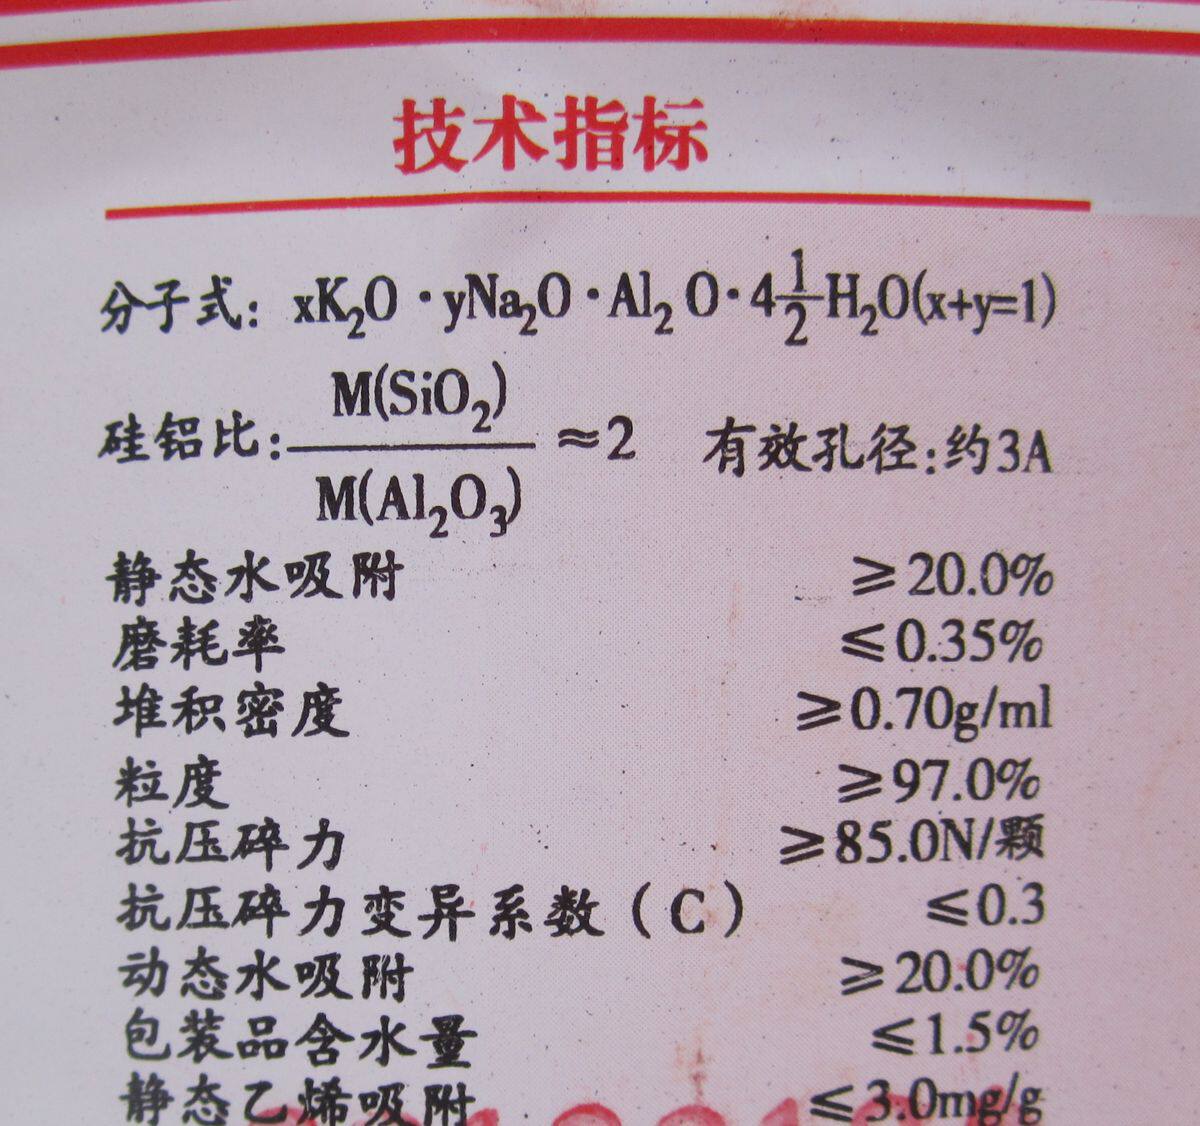 技术指标
分子式: xK₂O·yNa₂O·Al₂O·4½H₂O(x+y=1)
硅铝比: M(SiO₂)/M(Al₂O₃) ≈2 有效孔径:约3A
静态水吸附 ≥20.0%
磨耗率 ≤0.35%
堆积密度 ≥0.70g/ml
粒度 ≥97.0%
抗压碎力 ≥85.0N/颗
抗压碎力变异系数(C) ≤0.3
动态水吸附 ≥20.0%
包装品含水量 ≤1.5%
静态乙烯吸附 ≤3.0mg/g